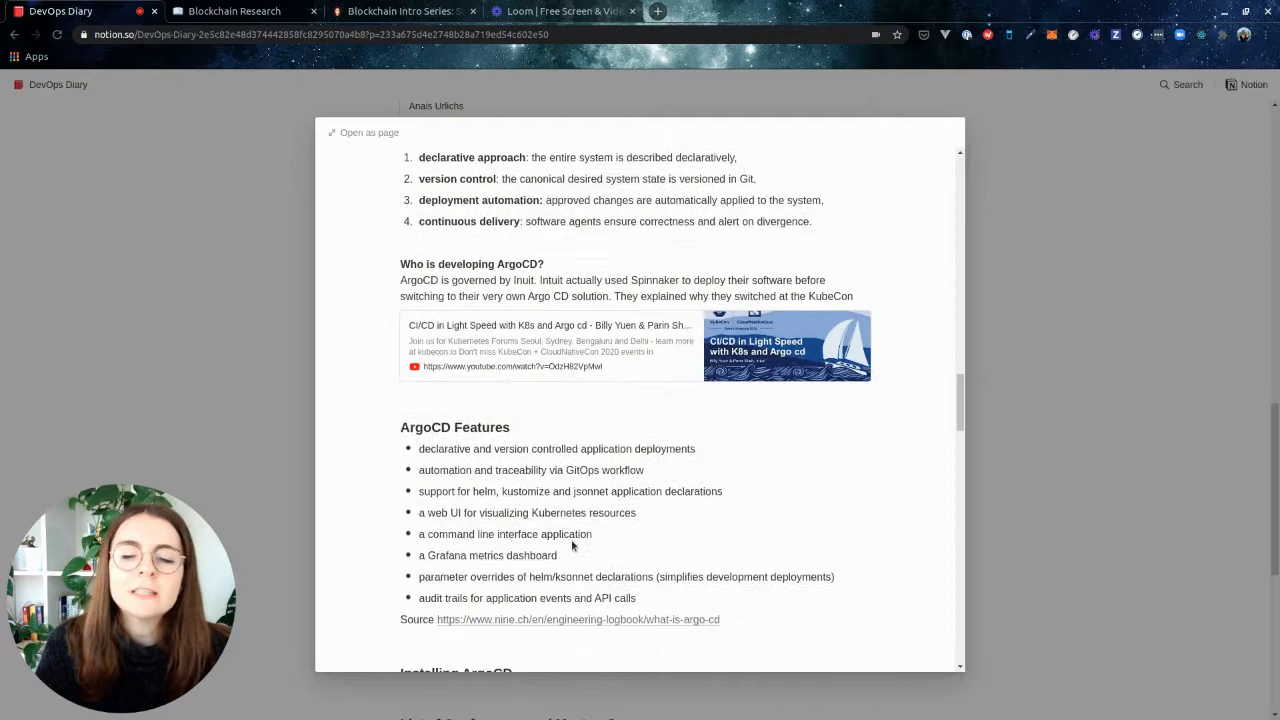 DevOps Diary
Blockchain Research
Blockchain Intro Series: S
Loom | Free Screen & Vide
notion.so/DevOps-Diary-2e5c82e48d374442858fc8295070a4b8?p=233a675d4e2748b28a719ed54c602e50
Apps
DevOps Diary
Search
Notion
Anais Urlichs
Open as page
1. declarative approach: the entire system is described declaratively,
2. version control: the canonical desired system state is versioned in Git,
3. deployment automation: approved changes are automatically applied to the system,
4. continuous delivery: software agents ensure correctness and alert on divergence.
Who is developing ArgoCD?
ArgoCD is governed by Inuit. Intuit actually used Spinnaker to deploy their software before
switching to their very own Argo CD solution. They explained why they switched at the KubeCon
CI/CD in Light Speed with K8s and Argo cd - Billy Yuen & Parin Sh...
Join us for Kubernetes Forums Seoul, Sydney, Bengaluru and Delhi - learn more
at kubecon.io Don't miss KubeCon + CloudNativeCon 2020 events in
https://www.youtube.com/watch?v=OdzH82VpMwI
CI/CD in Light Speed
with K8s and Argo cd
ArgoCD Features
declarative and version controlled application deployments
automation and traceability via GitOps workflow
support for helm, kustomize and jsonnet application declarations
a web UI for visualizing Kubernetes resources
a command line interface application
a Grafana metrics dashboard
parameter overrides of helm/ksonnet declarations (simplifies development deployments)
audit trails for application events and API calls
Source https://www.nine.ch/en/engineering-logbook/what-is-argo-cd
Installing ArgoCD